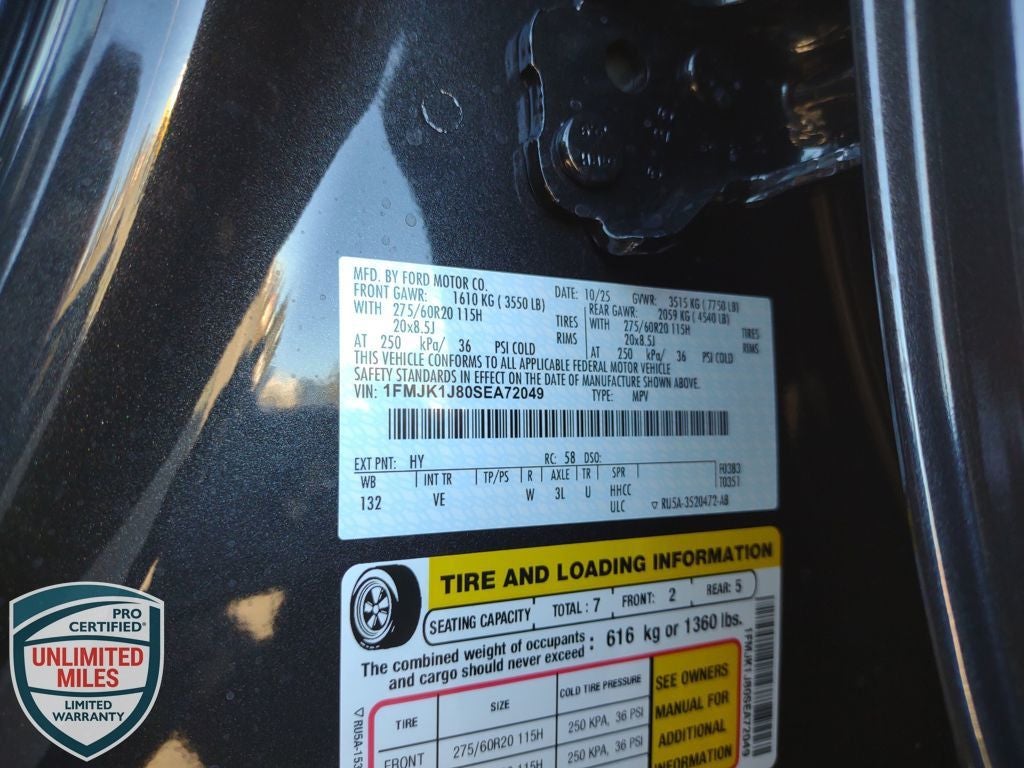 MFD. BY FORD MOTOR CO.
DATE: 10/25 GVWR: 3515 KG ( 7750 LB)
FRONT GAWR: 1610 KG ( 3550 LB) REAR GAWR: 2059 KG ( 4540 LB)
WITH 275/60R20 115H TIRES WITH 275/60R20 115H TIRES
20x8.5J RIMS 20x8.5J RIMS
AT 250 kPa/ 36 PSI COLD AT 250 kPa/ 36 PSI COLD
THIS VEHICLE CONFORMS TO ALL APPLICABLE FEDERAL MOTOR VEHICLE
SAFETY STANDARDS IN EFFECT ON THE DATE OF MANUFACTURE SHOWN ABOVE.
VIN: 1FMJK1J80SEA72049 TYPE: MPV
EXT PNT: HY RC: 58 DSO:
WB INT TR TP/PS R AXLE TR SPR F0383
132 VE W 3L U HHCC T0351
ULC ▽ RU5A-3520472-AB
TIRE AND LOADING INFORMATION
SEATING CAPACITY TOTAL : 7 FRONT: 2 REAR: 5
The combined weight of occupants : 616 kg or 1360 lbs.
and cargo should never exceed :
TIRE SIZE COLD TIRE PRESSURE SEE OWNERS
FRONT 275/60R20 115H 250 KPA, 36 PSI MANUAL FOR
275/60R20 115H 250 KPA, 36 PSI ADDITIONAL
INFORMATION
1FMJK1J80SEA72049
▽ RU5A-153
PRO
CERTIFIED®
UNLIMITED
MILES
LIMITED
WARRANTY